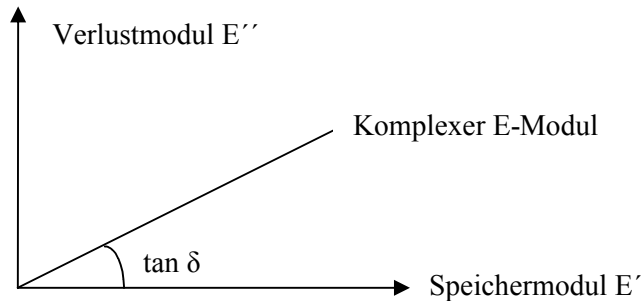 Verlustmodul E´´
Komplexer E-Modul
tan δ
Speichermodul E´